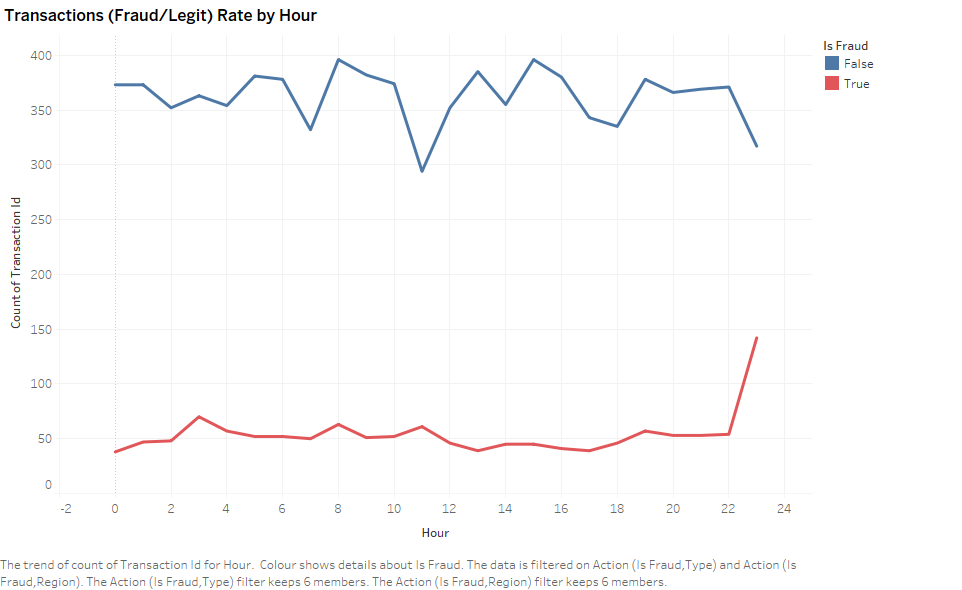 Transactions (Fraud/Legit) Rate by Hour
Is Fraud
False
True
Count of Transaction Id
400
350
300
250
200
150
100
50
0
-2 0 2 4 6 8 10 12 14 16 18 20 22 24
Hour
The trend of count of Transaction Id for Hour.  Colour shows details about Is Fraud. The data is filtered on Action (Is Fraud,Type) and Action (Is
Fraud,Region). The Action (Is Fraud,Type) filter keeps 6 members. The Action (Is Fraud,Region) filter keeps 6 members.